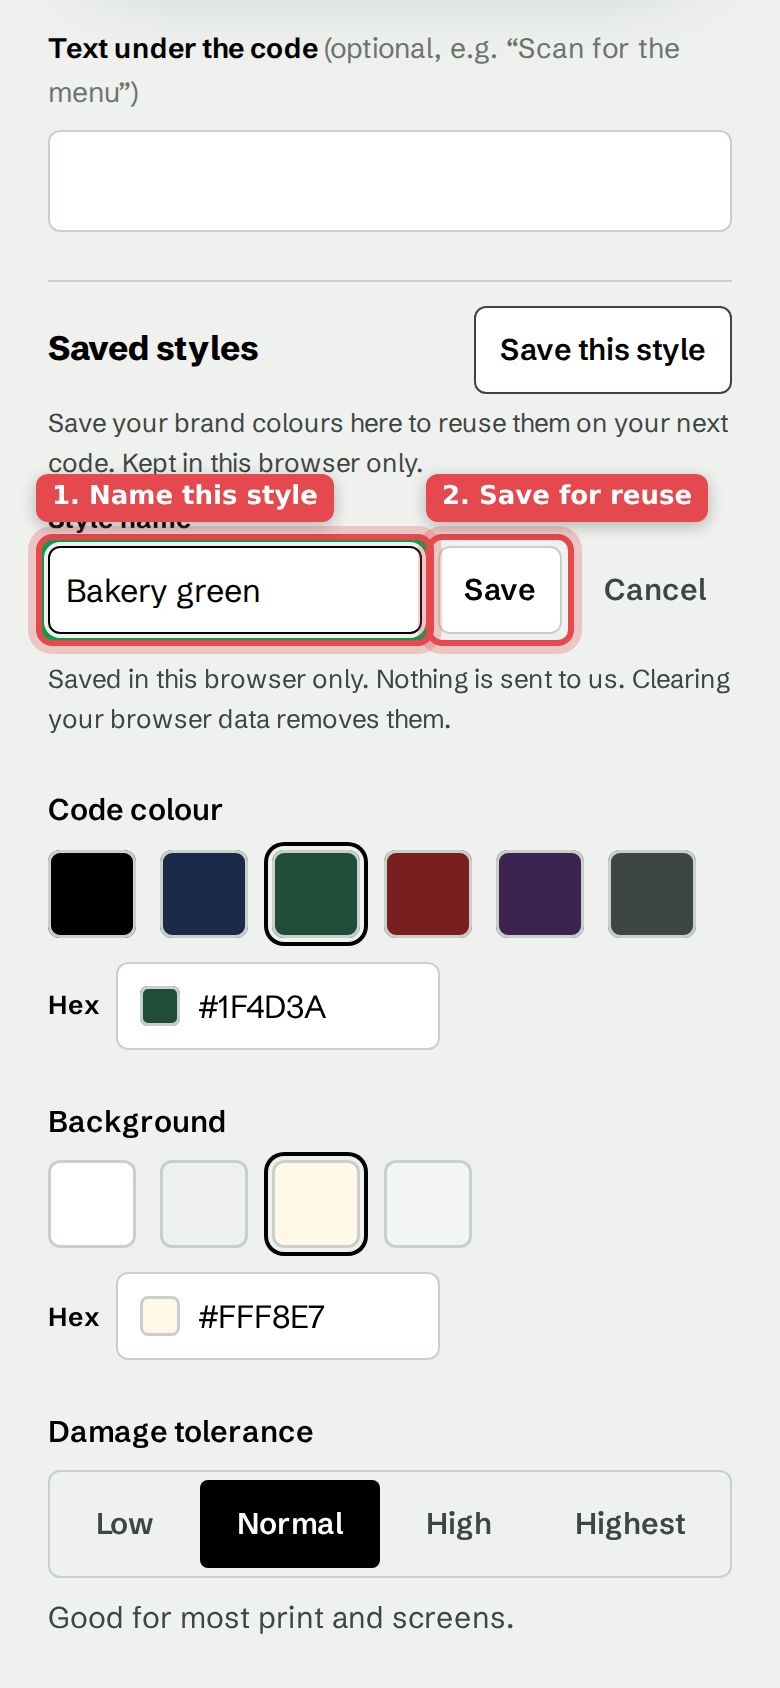 Text under the code (optional, e.g. “Scan for the
menu”)
Saved styles
Save this style
Save your brand colours here to reuse them on your next
code. Kept in this browser only.
1. Name this style
2. Save for reuse
Style name
Bakery green
Save
Cancel
Saved in this browser only. Nothing is sent to us. Clearing
your browser data removes them.
Code colour
Hex
#1F4D3A
Background
Hex
#FFF8E7
Damage tolerance
Low
Normal
High
Highest
Good for most print and screens.